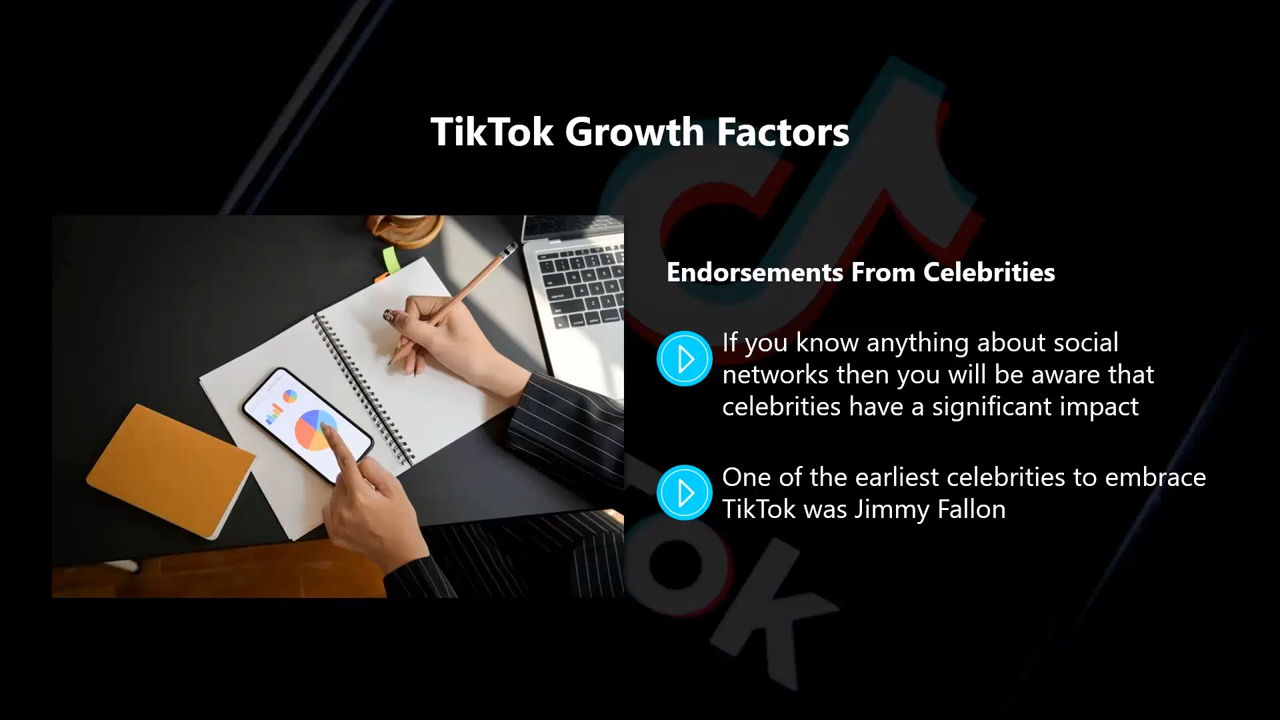 TikTok Growth Factors
Endorsements From Celebrities
If you know anything about social
networks then you will be aware that
celebrities have a significant impact
One of the earliest celebrities to embrace
TikTok was Jimmy Fallon
Tok